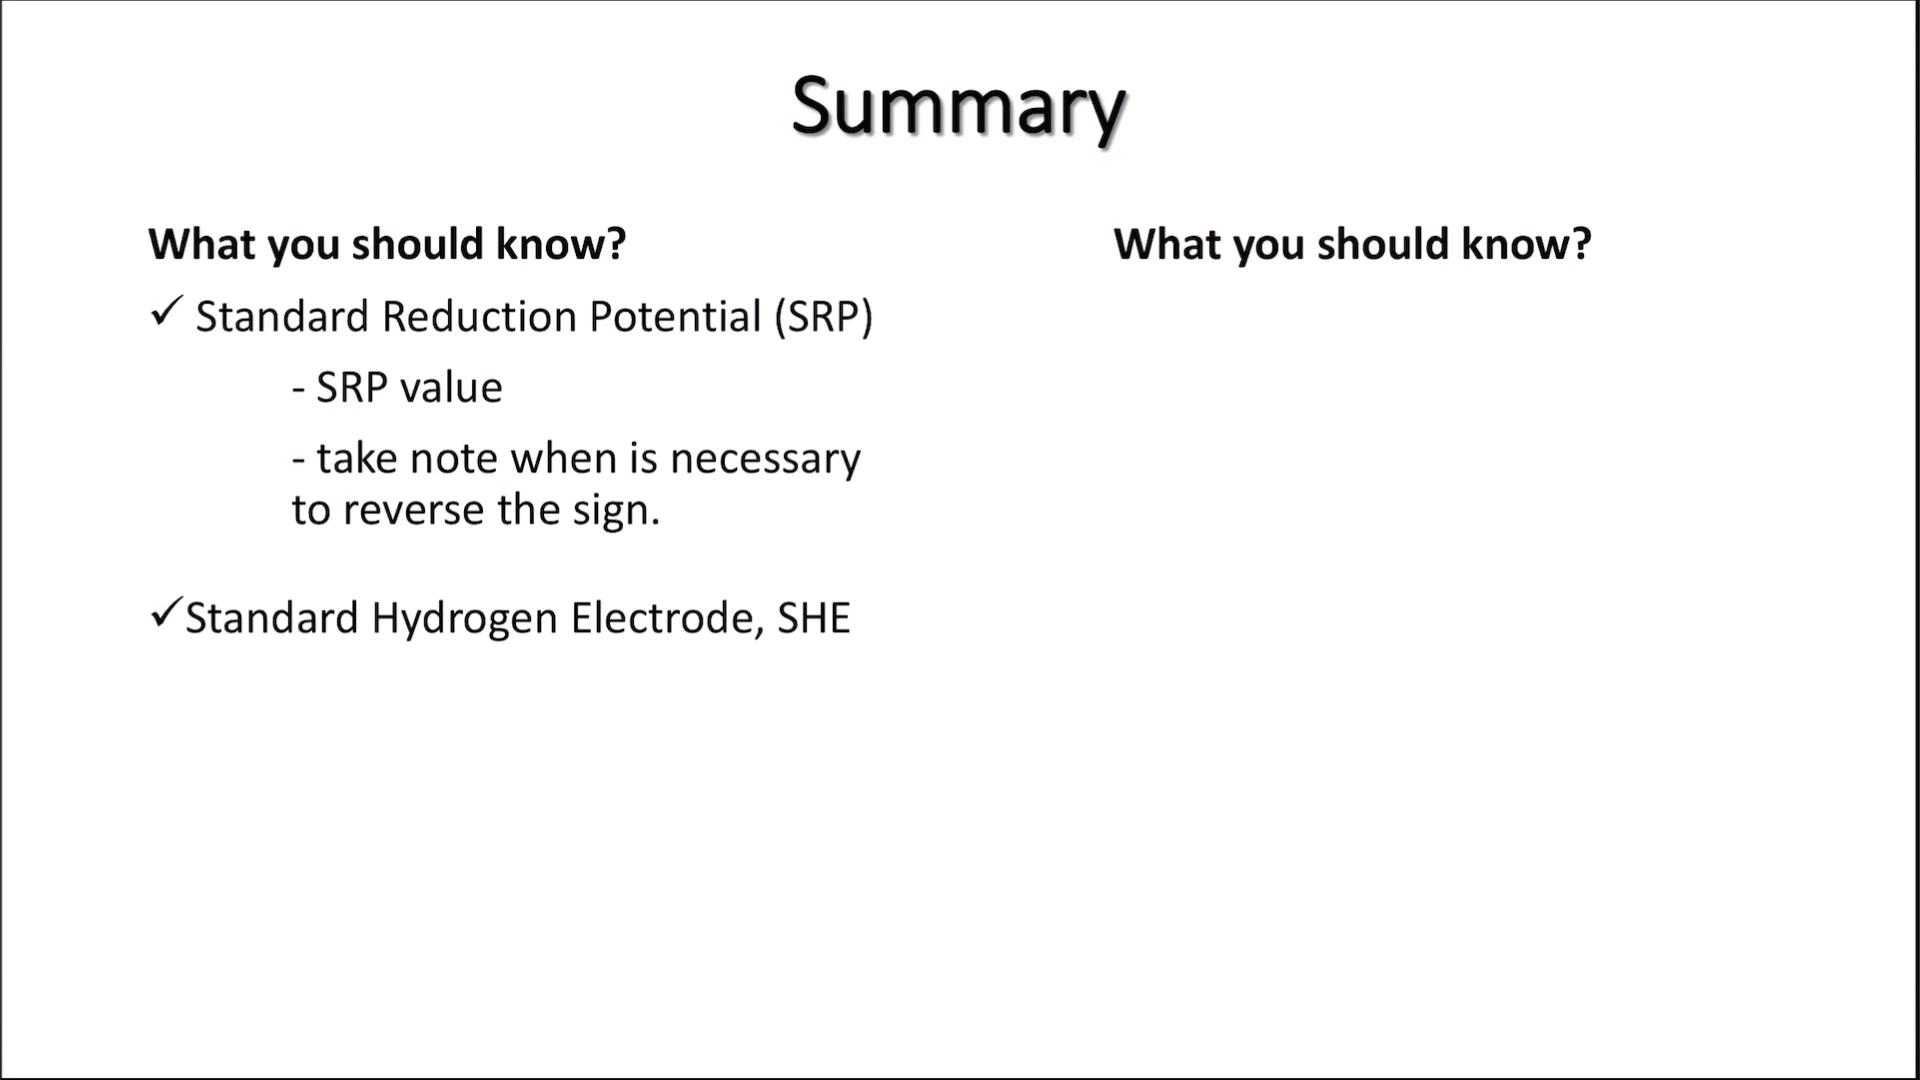 Summary
What you should know?
✓ Standard Reduction Potential (SRP)
- SRP value
- take note when is necessary
to reverse the sign.
✓Standard Hydrogen Electrode, SHE
What you should know?